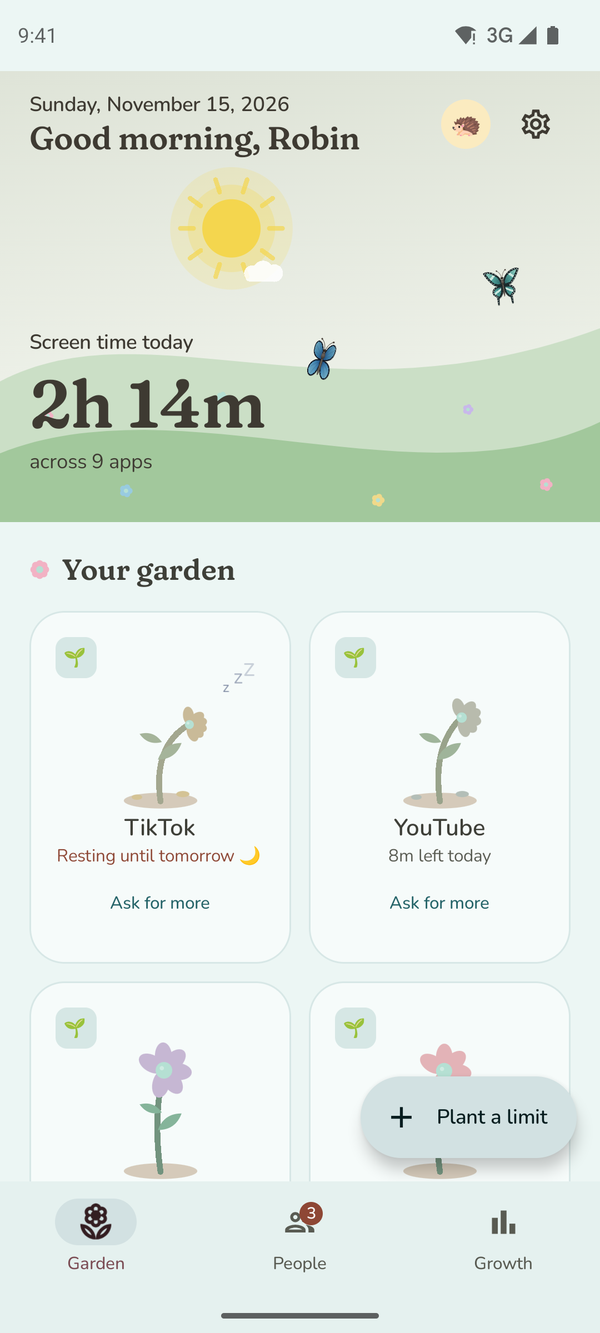 9:41
3G
Sunday, November 15, 2026
Good morning, Robin
Screen time today
2h 14m
across 9 apps
Your garden
z z Z
TikTok
Resting until tomorrow 🌙
Ask for more
YouTube
8m left today
Ask for more
+ Plant a limit
3
Garden
People
Growth